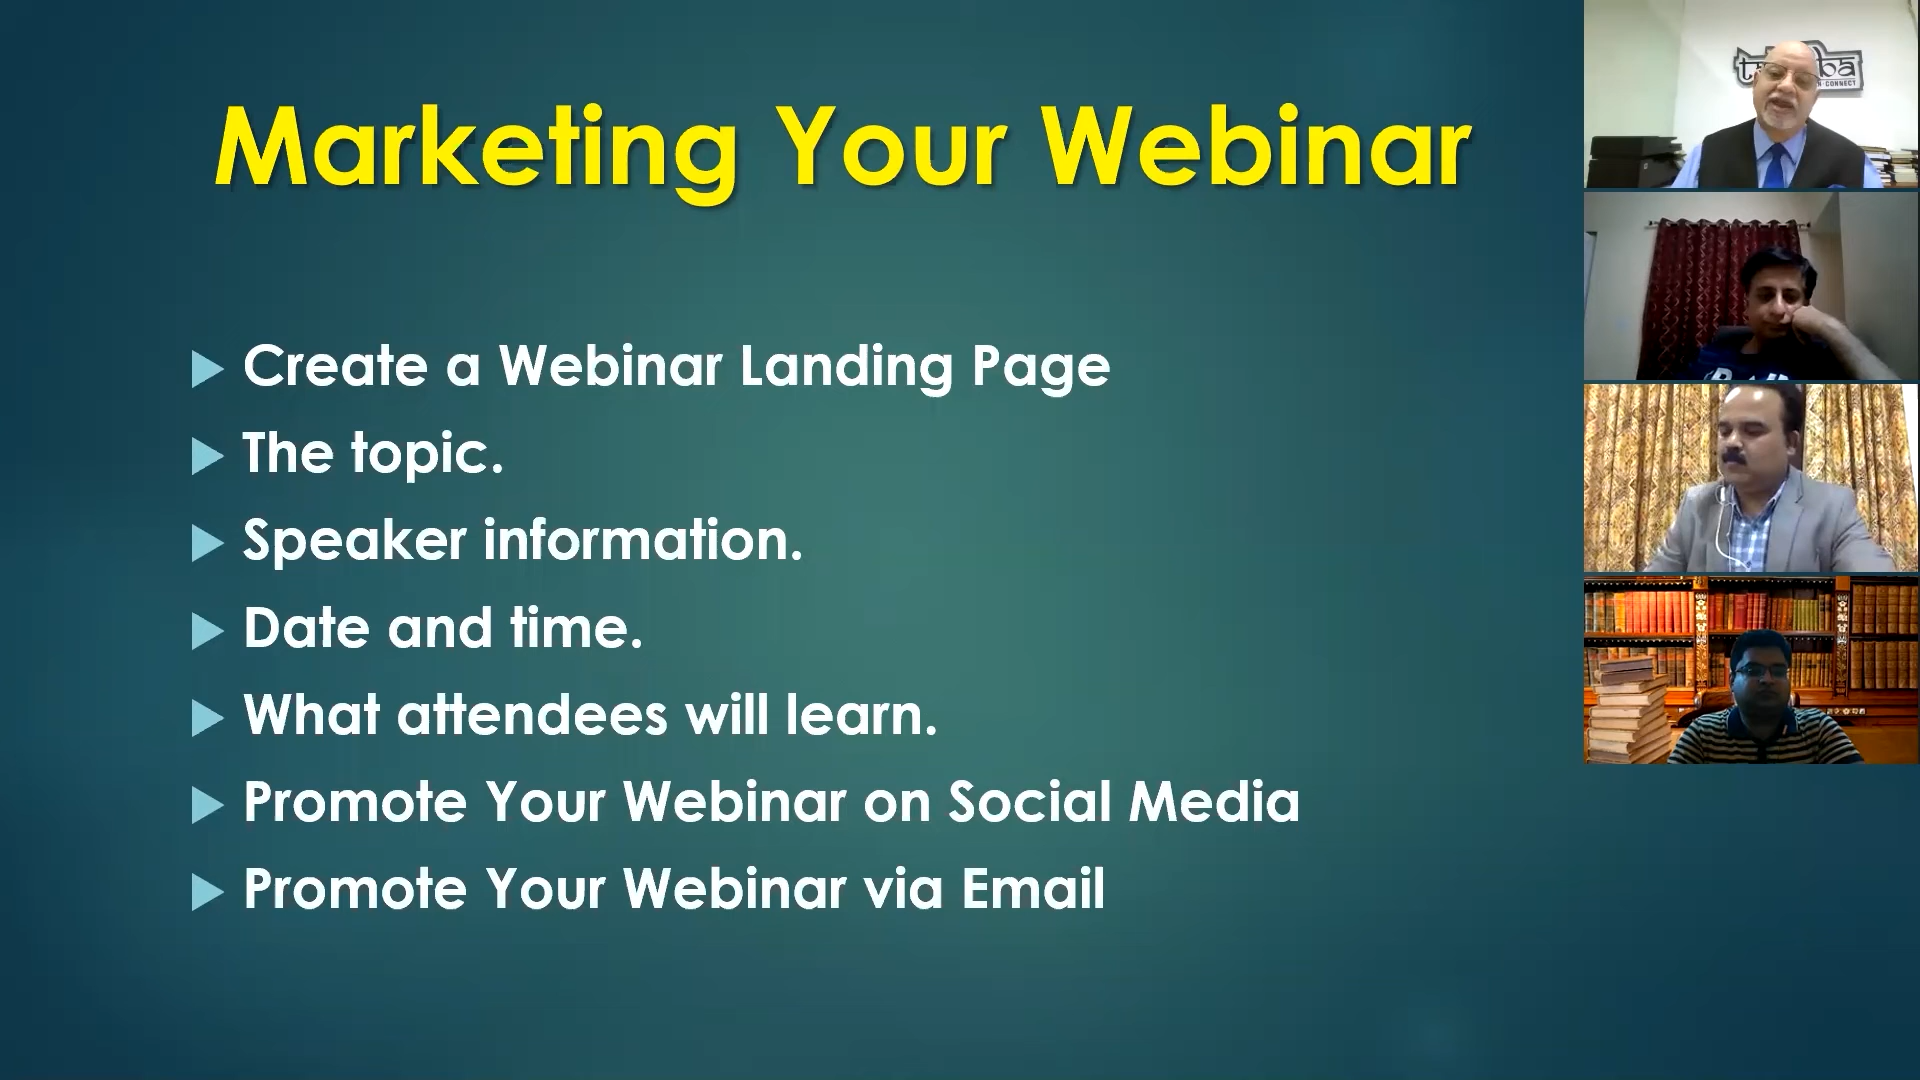 Marketing Your Webinar
Create a Webinar Landing Page
The topic.
Speaker information.
Date and time.
What attendees will learn.
Promote Your Webinar on Social Media
Promote Your Webinar via Email